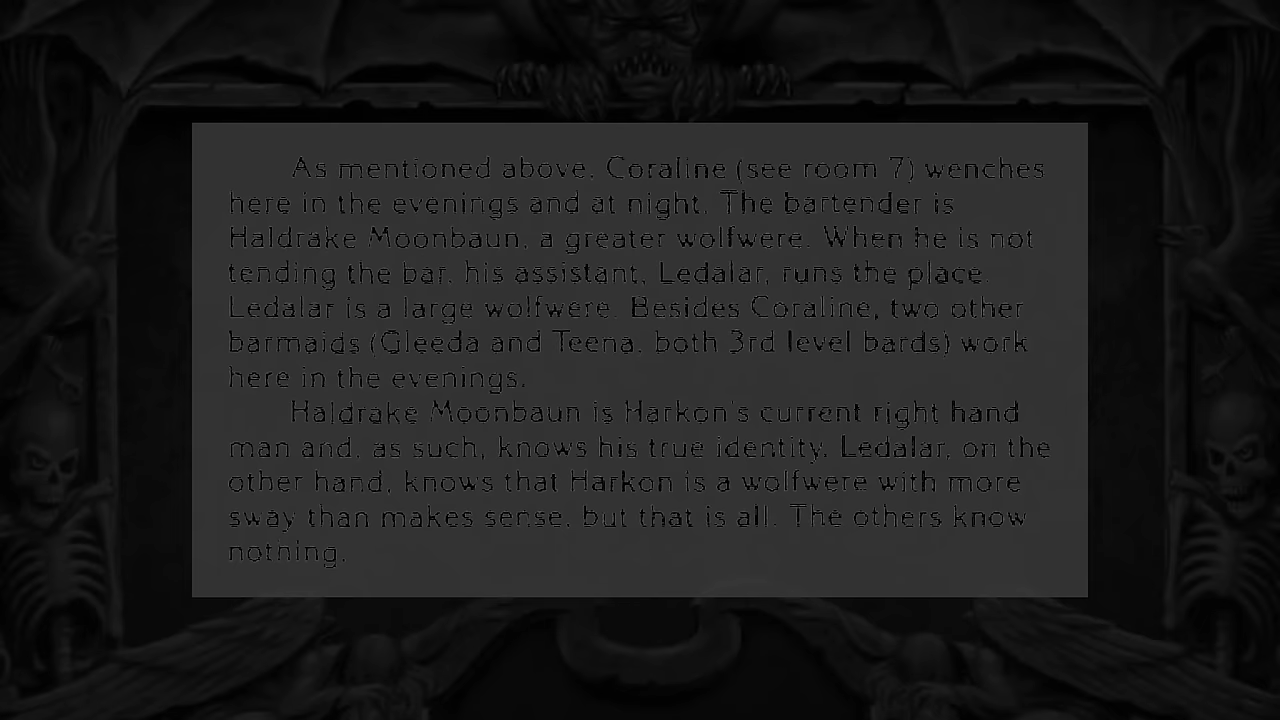 As mentioned above, Coraline (see room 7) wenches
here in the evenings and at night. The bartender is
Haldrake Moonbaun, a greater wolfwere. When he is not
tending the bar, his assistant, Ledalar, runs the place.
Ledalar is a large wolfwere. Besides Coraline, two other
barmaids (Gleeda and Teena, both 3rd level bards) work
here in the evenings.
Haldrake Moonbaun is Harkon's current right hand
man and, as such, knows his true identity. Ledalar, on the
other hand, knows that Harkon is a wolfwere with more
sway than makes sense, but that is all. The others know
nothing.